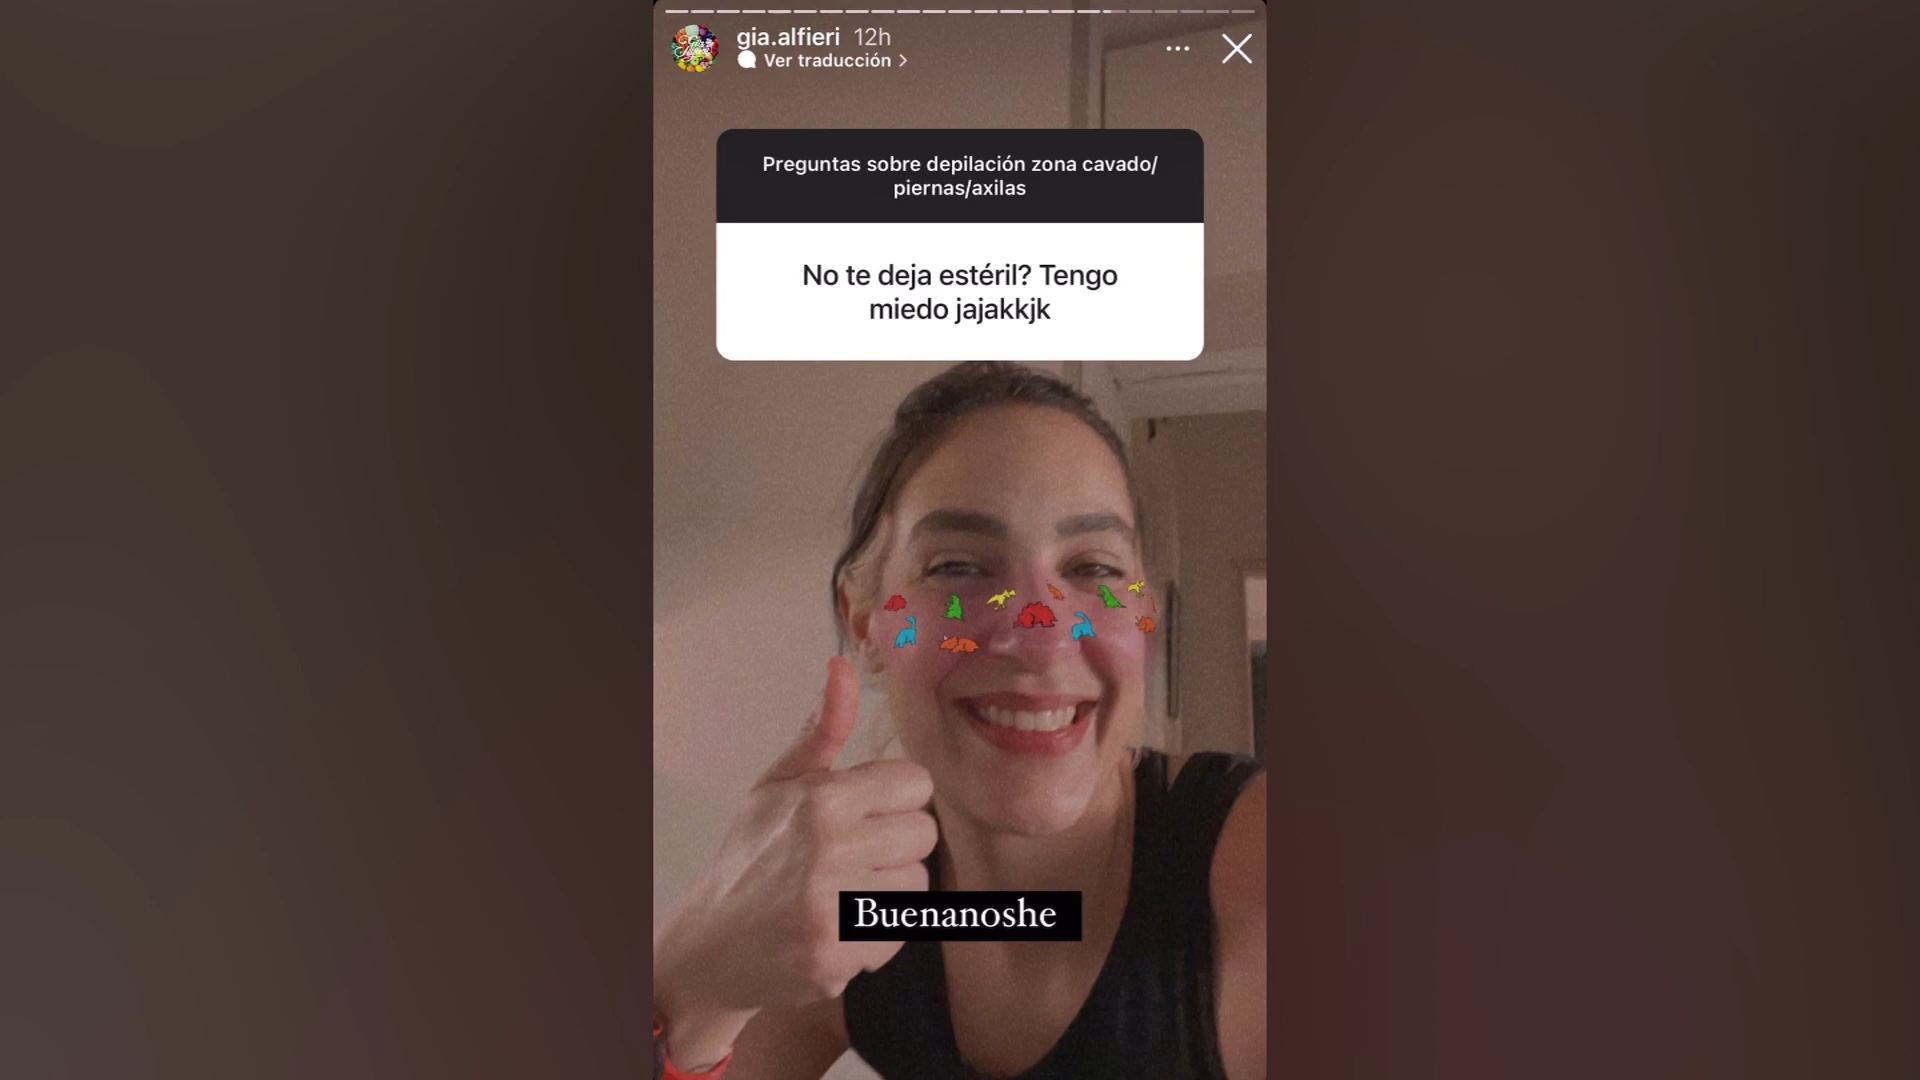 gia.alfieri 12h
Ver traducción
Preguntas sobre depilación zona cavado/
piernas/axilas
No te deja estéril? Tengo
miedo jajakkjk
Buenanoshe